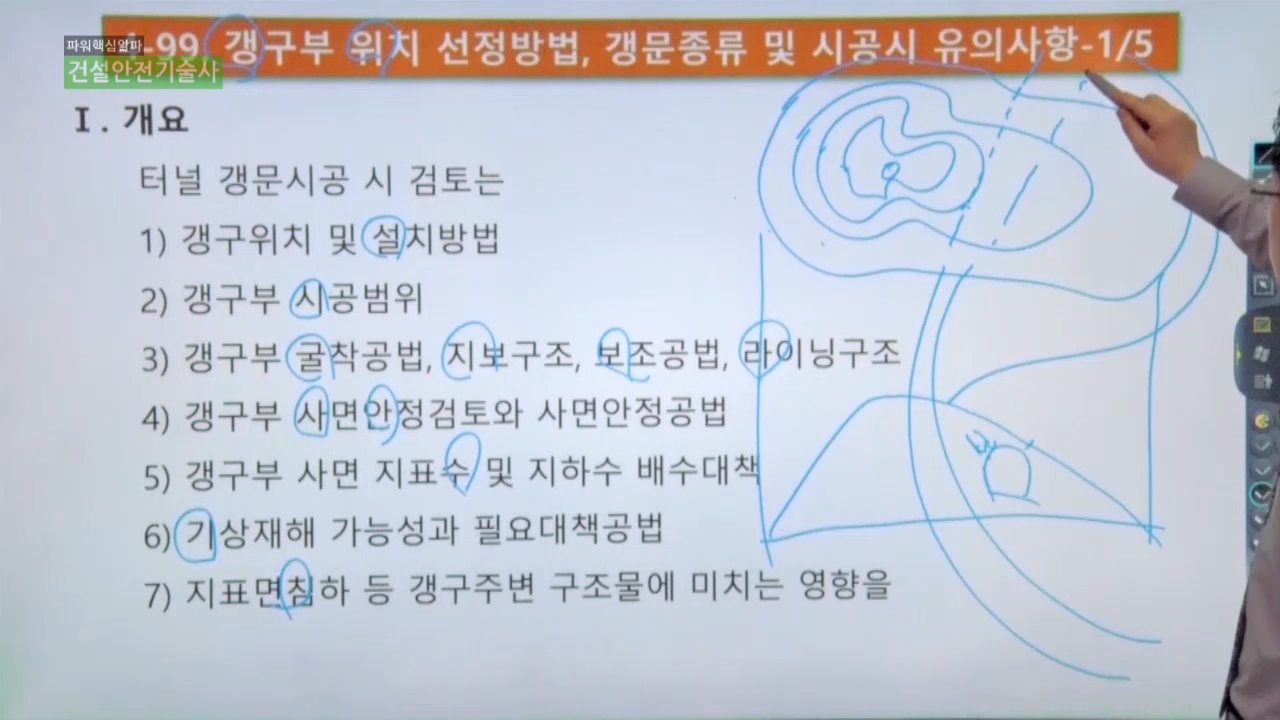 파워핵심알파
건설안전기술사
-99 갱구부 위치 선정방법, 갱문종류 및 시공시 유의사항-1/5
I. 개요
터널 갱문시공 시 검토는
1) 갱구위치 및 설치방법
2) 갱구부 시공범위
3) 갱구부 굴착공법, 지보구조, 보조공법, 라이닝구조
4) 갱구부 사면안정검토와 사면안정공법
5) 갱구부 사면 지표수 및 지하수 배수대책
6) 기상재해 가능성과 필요대책공법
7) 지표면침하 등 갱구주변 구조물에 미치는 영향을